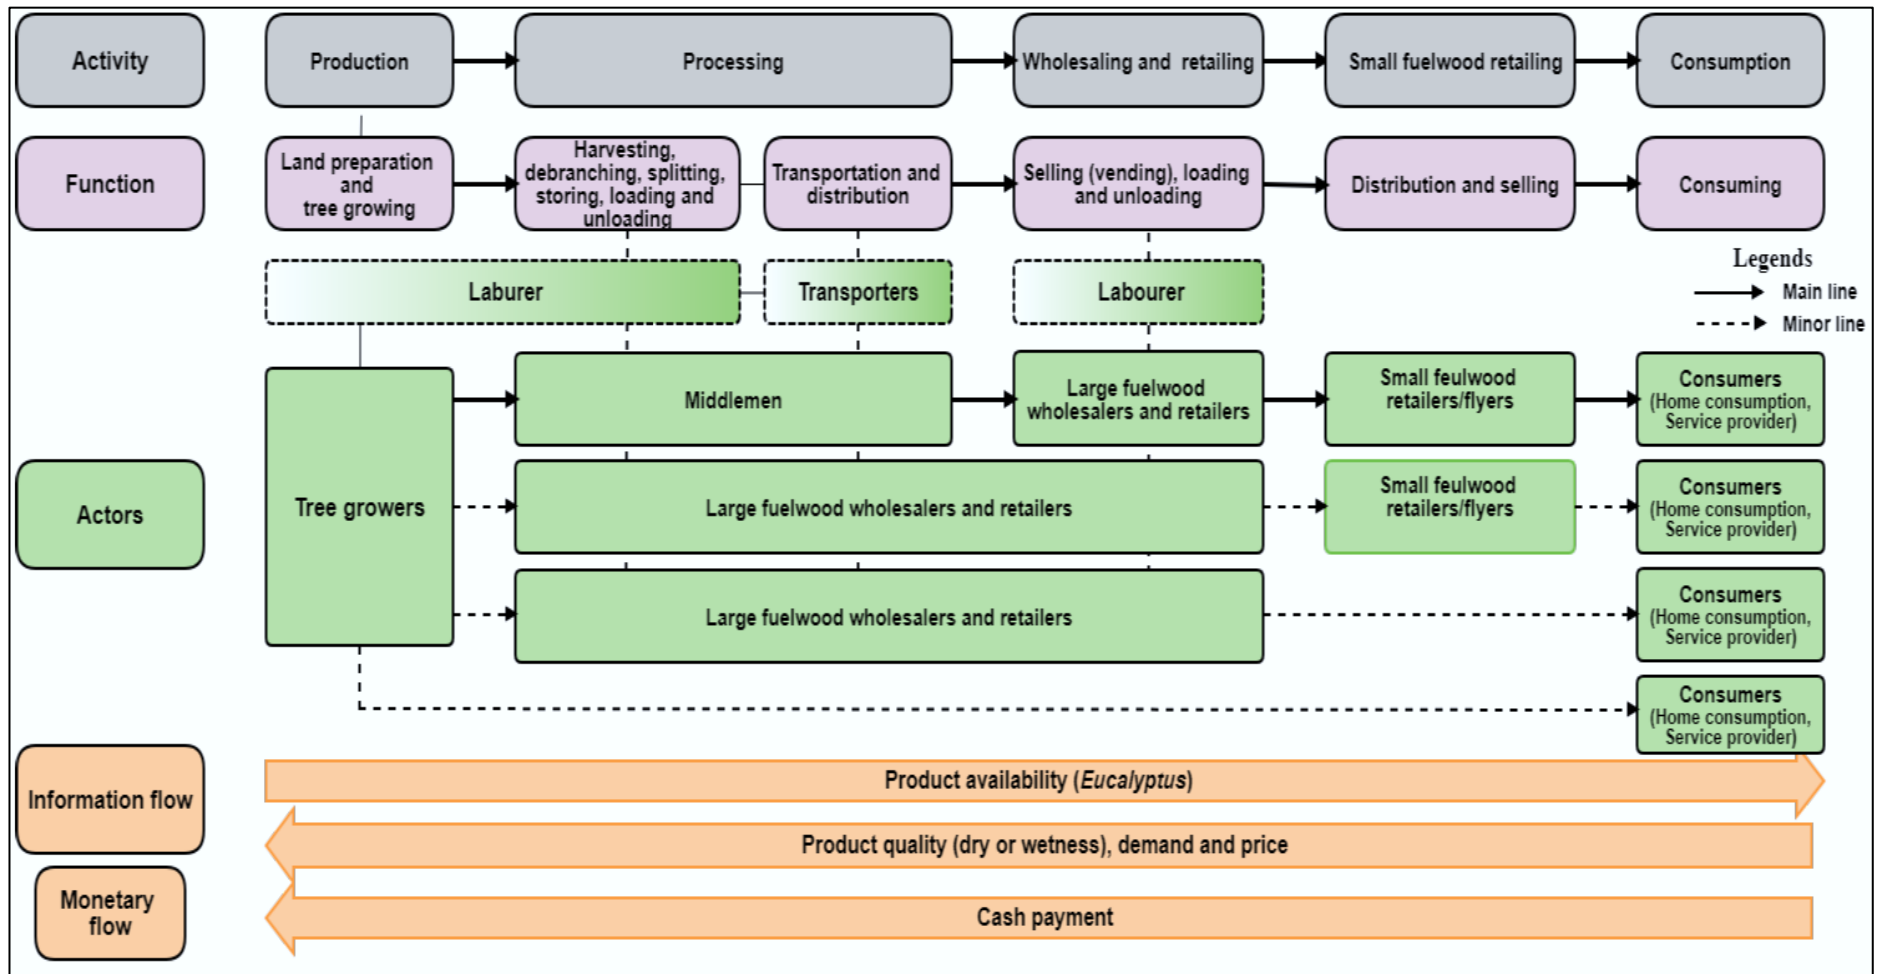 Activity
Production
Processing
Wholesaling and retailing
Small fuelwood retailing
Consumption
Function
Land preparation
and
tree growing
Harvesting,
debranching, splitting,
storing, loading and
unloading
Transportation and
distribution
Selling (vending), loading
and unloading
Distribution and selling
Consuming
Legends
Main line
Minor line
Laburer
Transporters
Labourer
Actors
Tree growers
Middlemen
Large fuelwood
wholesalers and retailers
Small feulwood
retailers/flyers
Consumers
(Home consumption,
Service provider)
Large fuelwood wholesalers and retailers
Small feulwood
retailers/flyers
Consumers
(Home consumption,
Service provider)
Large fuelwood wholesalers and retailers
Consumers
(Home consumption,
Service provider)
Consumers
(Home consumption,
Service provider)
Information flow
Product availability (Eucalyptus)
Product quality (dry or wetness), demand and price
Monetary
flow
Cash payment